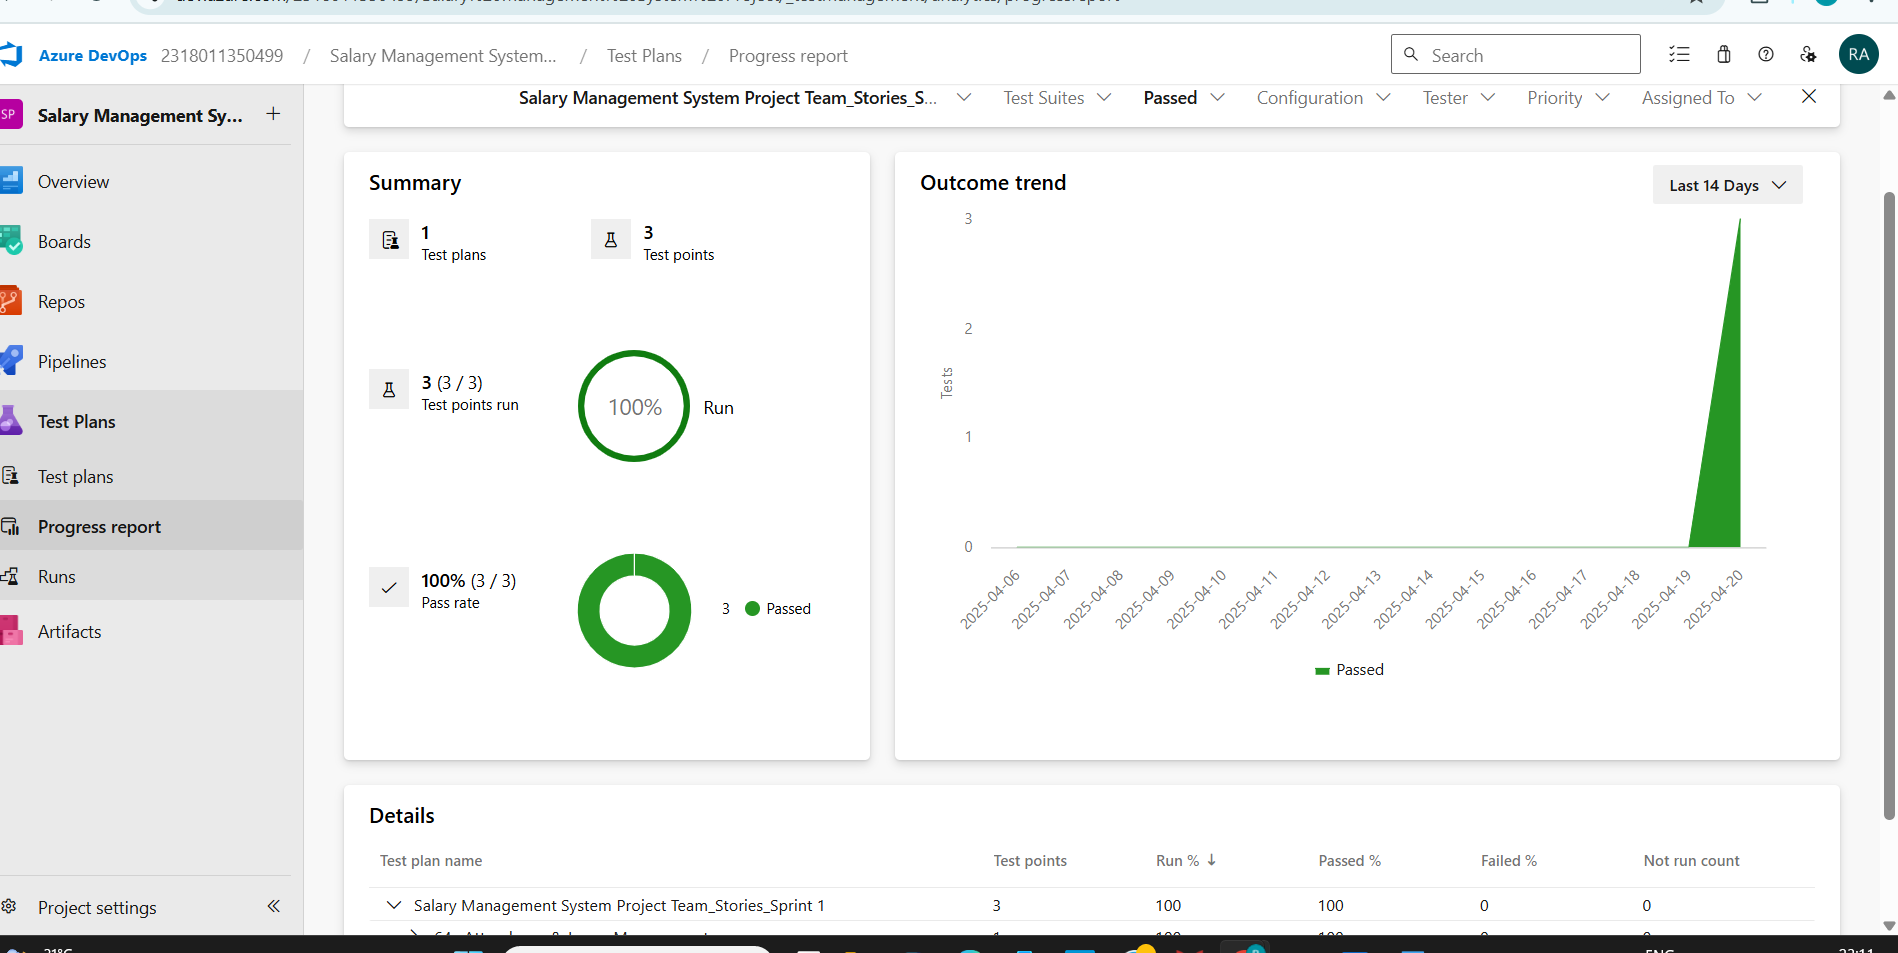 Azure DevOps 2318011350499 / Salary Management System... / Test Plans / Progress report
Search
RA
SP
Salary Management Sy...
Overview
Boards
Repos
Pipelines
Test Plans
Test plans
Progress report
Runs
Artifacts
Project settings
Salary Management System Project Team_Stories_S... Test Suites Passed Configuration Tester Priority Assigned To
Summary
1
Test plans
3
Test points
3 (3 / 3)
Test points run
100%
Run
100% (3 / 3)
Pass rate
3 Passed
Outcome trend
Last 14 Days
3
2
1
0
Tests
2025-04-06
2025-04-07
2025-04-08
2025-04-09
2025-04-10
2025-04-11
2025-04-12
2025-04-13
2025-04-14
2025-04-15
2025-04-16
2025-04-17
2025-04-18
2025-04-19
2025-04-20
Passed
Details
Test plan name Test points Run % Passed % Failed % Not run count
Salary Management System Project Team_Stories_Sprint 1 3 100 100 0 0